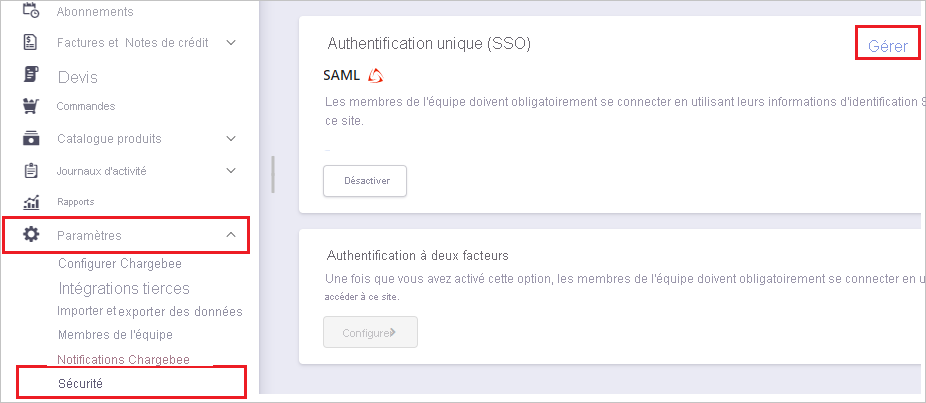 Abonnements
Factures et Notes de crédit
Devis
Commandes
Catalogue produits
Journaux d'activité
Rapports
Paramètres
Configurer Chargebee
Intégrations tierces
Importer et exporter des données
Membres de l'équipe
Notifications Chargebee
Sécurité
Authentification unique (SSO)
Gérer
SAML
Les membres de l'équipe doivent obligatoirement se connecter en utilisant leurs informations d'identification S
ce site.
Désactiver
Authentification à deux facteurs
Une fois que vous avez activé cette option, les membres de l'équipe doivent obligatoirement se connecter en u
accéder à ce site.
Configurer